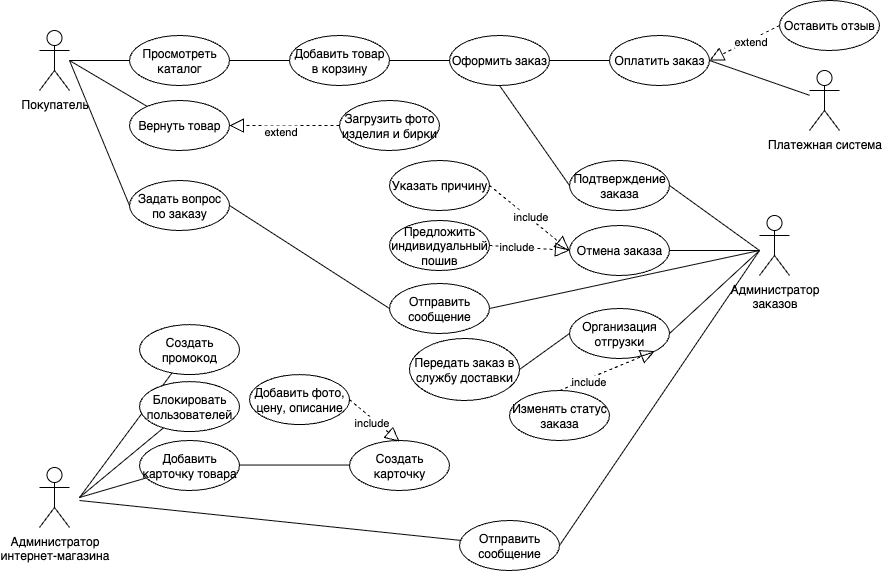 Оставить отзыв
extend
Просмотреть
каталог
Добавить товар
в корзину
Оформить заказ
Оплатить заказ
Покупатель
Вернуть товар
extend
Загрузить фото
изделия и бирки
Платежная система
Указать причину
Подтверждение
заказа
Задать вопрос
по заказу
include
Предложить
индивидуальный
пошив
include
Отмена заказа
Администратор
заказов
Отправить
сообщение
Организация
отгрузки
Создать
промокод
Передать заказ в
службу доставки
include
Блокировать
пользователей
Добавить фото,
цену, описание
Изменять статус
заказа
include
Добавить
карточку товара
Создать
карточку
Администратор
интернет-магазина
Отправить
сообщение